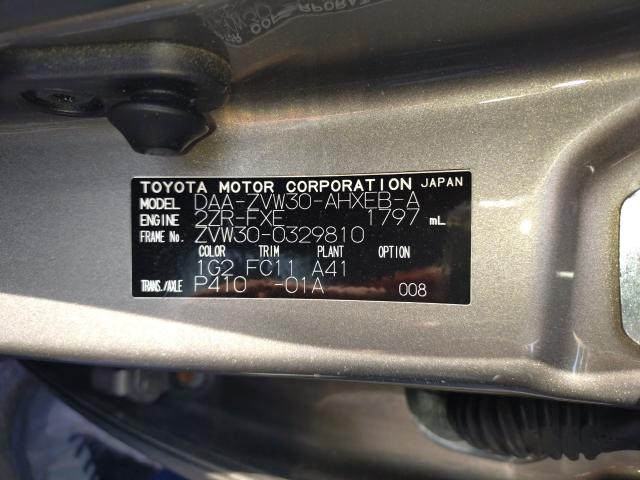 TOYOTA MOTOR CORPORATION JAPAN
MODEL DAA-ZVW30-AHXEB-A
ENGINE 2ZR-FXE 1797 mL
FRAME No. ZVW30-0329810
COLOR TRIM PLANT OPTION
1G2 FC11 A41
TRANS./AXLE P410 -01A 008